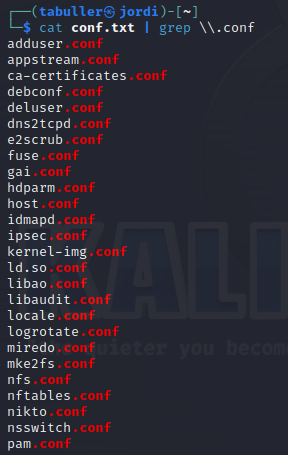 ┌──(tabuller㉿jordi)-[~]
└─$ cat conf.txt | grep \\.conf
adduser.conf
appstream.conf
ca-certificates.conf
debconf.conf
deluser.conf
dns2tcpd.conf
e2scrub.conf
fuse.conf
gai.conf
hdparm.conf
host.conf
idmapd.conf
ipsec.conf
kernel-img.conf
ld.so.conf
libao.conf
libaudit.conf
locale.conf
logrotate.conf
miredo.conf
mke2fs.conf
nfs.conf
nftables.conf
nikto.conf
nsswitch.conf
pam.conf
KALI
quieter you becom